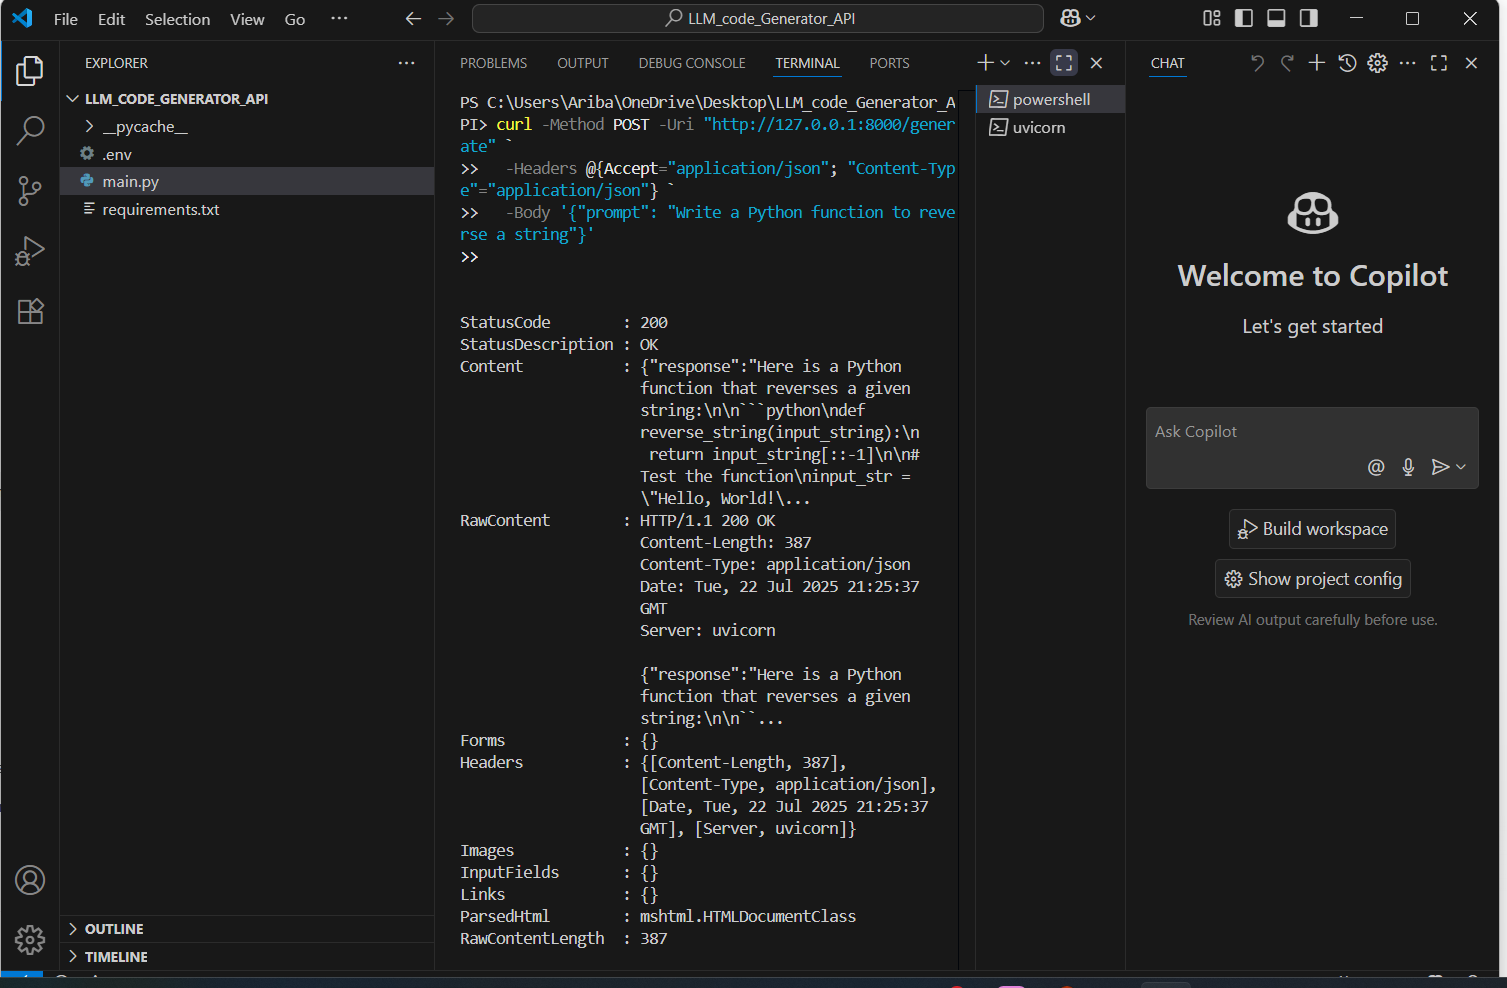 File Edit Selection View Go ···
LLM_code_Generator_API
EXPLORER
LLM_CODE_GENERATOR_API
__pycache__
.env
main.py
requirements.txt
OUTLINE
TIMELINE
PROBLEMS OUTPUT DEBUG CONSOLE TERMINAL PORTS
PS C:\Users\Ariba\OneDrive\Desktop\LLM_code_Generator_A
PI> curl -Method POST -Uri "http://127.0.0.1:8000/gener
ate" `
>>   -Headers @{Accept="application/json"; "Content-Typ
e"="application/json"} `
>>   -Body '{"prompt": "Write a Python function to reve
rse a string"}'
>>
StatusCode        : 200
StatusDescription : OK
Content           : {"response":"Here is a Python
function that reverses a given
string:\n\n```python\ndef
reverse_string(input_string):\n
return input_string[::-1]\n\n#
Test the function\ninput_str =
\"Hello, World!\...
RawContent        : HTTP/1.1 200 OK
Content-Length: 387
Content-Type: application/json
Date: Tue, 22 Jul 2025 21:25:37
GMT
Server: uvicorn
{"response":"Here is a Python
function that reverses a given
string:\n\n``...
Forms             : {}
Headers           : {[Content-Length, 387],
[Content-Type, application/json],
[Date, Tue, 22 Jul 2025 21:25:37
GMT], [Server, uvicorn]}
Images            : {}
InputFields       : {}
Links             : {}
ParsedHtml        : mshtml.HTMLDocumentClass
RawContentLength  : 387
powershell
uvicorn
CHAT
Welcome to Copilot
Let's get started
Ask Copilot
Build workspace
Show project config
Review AI output carefully before use.